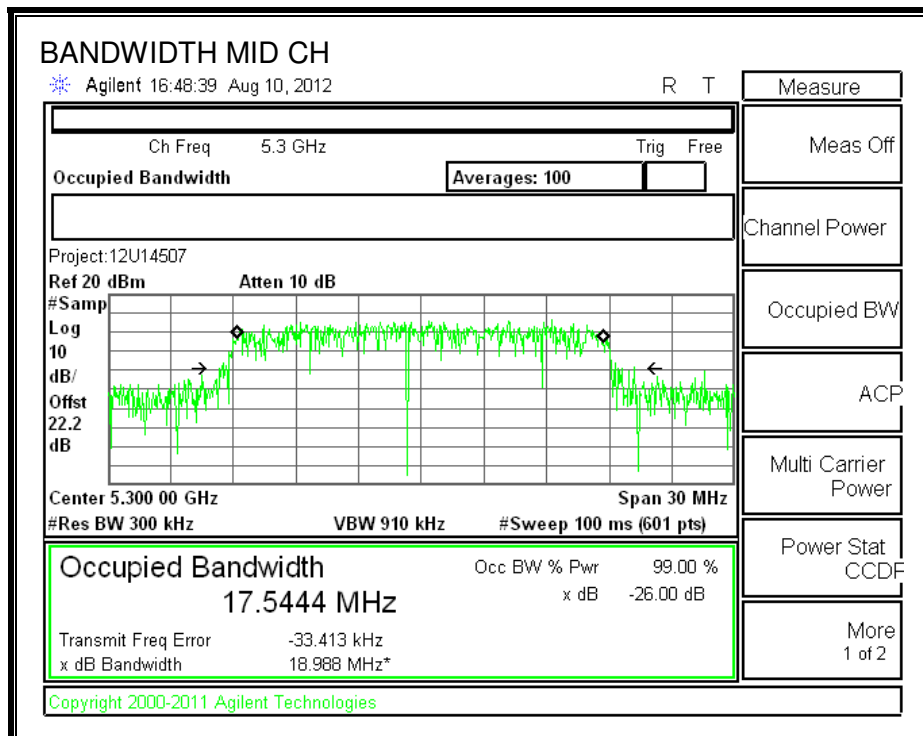 BANDWIDTH MID CH
Agilent 16:48:39 Aug 10, 2012 R T
Measure
Ch Freq 5.3 GHz Trig Free
Meas Off
Occupied Bandwidth Averages: 100
Channel Power
Project:12U14507
Ref 20 dBm Atten 10 dB
#Samp
Occupied BW
Log
10
dB/
ACP
Offst
22.2
dB
Multi Carrier
Power
Center 5.300 00 GHz Span 30 MHz
#Res BW 300 kHz VBW 910 kHz #Sweep 100 ms (601 pts)
Power Stat
CCDF
Occupied Bandwidth Occ BW % Pwr 99.00 %
17.5444 MHz x dB -26.00 dB
Transmit Freq Error -33.413 kHz
x dB Bandwidth 18.988 MHz*
More
1 of 2
Copyright 2000-2011 Agilent Technologies